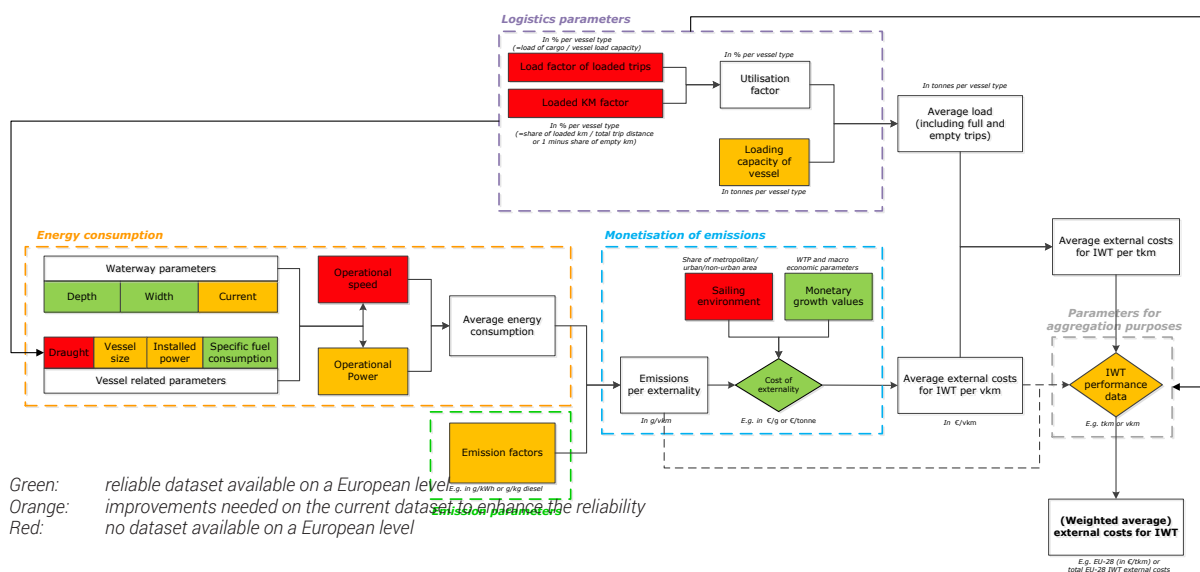 Logistics parameters
In % per vessel type
(=load of cargo / vessel load capacity)
Load factor of loaded trips
Loaded KM factor
In % per vessel type
(=share of loaded km / total trip distance
or 1 minus share of empty km)
In % per vessel type
Utilisation
factor
Loading
capacity of
vessel
In tonnes per vessel type
In tonnes per vessel type
Average load
(including full and
empty trips)
Energy consumption
Waterway parameters
Depth
Width
Current
Draught
Vessel
size
Installed
power
Specific fuel
consumption
Vessel related parameters
Operational
speed
Operational
Power
Average energy
consumption
Monetisation of emissions
Share of metropolitan/
urban/non-urban area
Sailing
environment
WTP and macro
economic parameters
Monetary
growth values
Emissions
per externality
In g/vkm
Cost of
externality
E.g. in €/g or €/tonne
Average external costs
for IWT per vkm
In €/vkm
Average external costs
for IWT per tkm
Parameters for
aggregation purposes
IWT
performance
data
E.g. tkm or vkm
Emission factors
E.g. in g/kWh or g/kg diesel
Emission parameters
(Weighted average)
external costs for IWT
E.g. EU-28 (in €/tkm) or
total EU-28 IWT external costs
Green: reliable dataset available on a European level
Orange: improvements needed on the current dataset to enhance the reliability
Red: no dataset available on a European level